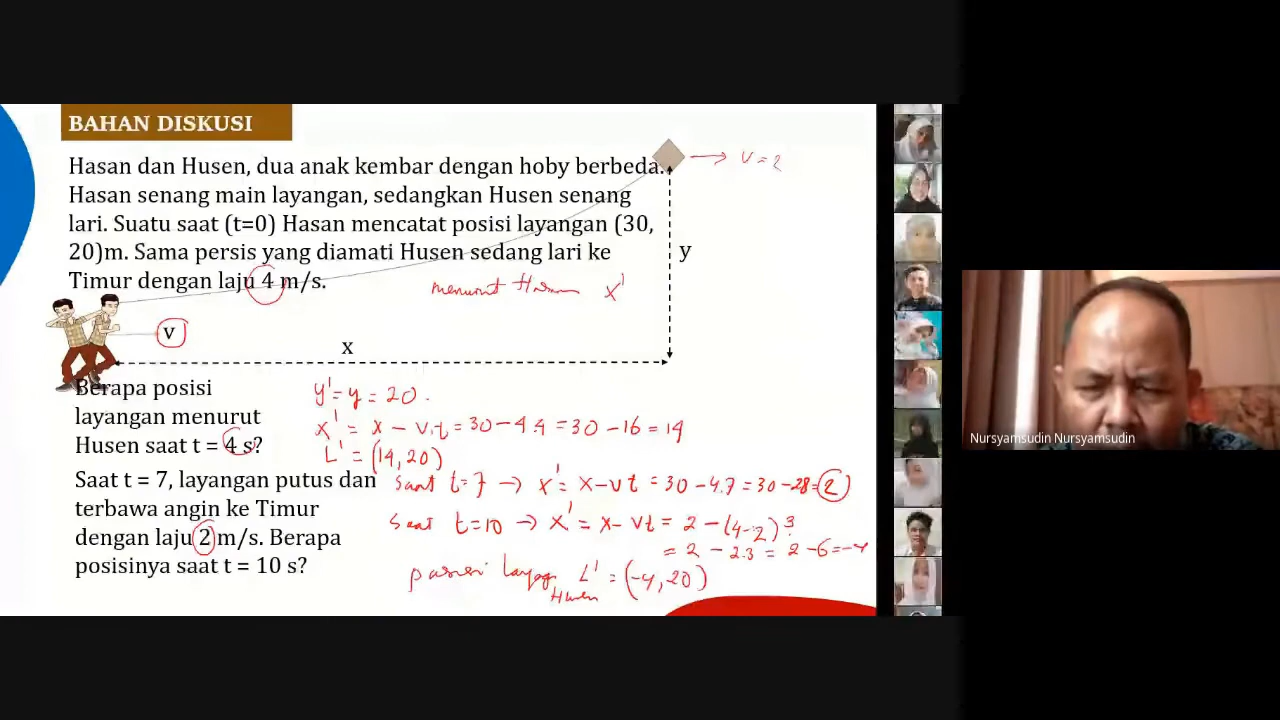 BAHAN DISKUSI
Hasan dan Husen, dua anak kembar dengan hoby berbeda.
Hasan senang main layangan, sedangkan Husen senang
lari. Suatu saat (t=0) Hasan mencatat posisi layangan (30,
20)m. Sama persis yang diamati Husen sedang lari ke
Timur dengan laju 4 m/s.
v = 2
y
menurut Hasan x'
v
x
Berapa posisi
layangan menurut
Husen saat t = 4 s?
y' = y = 20.
x' = x - v.t = 30 - 4 4 = 30 - 16 = 14
L' = (14, 20)
Saat t = 7, layangan putus dan
terbawa angin ke Timur
dengan laju 2 m/s. Berapa
posisinya saat t = 10 s?
saat t=7 → x' = x - vt = 30 - 4.7 = 30 - 28 = 2
saat t=10 → x' = x - vt = 2 - (4-2) 3
= 2 - 2.3 = 2 - 6 = -4
L' = (-4, 20)
Husen
Nursyamsudin Nursyamsudin